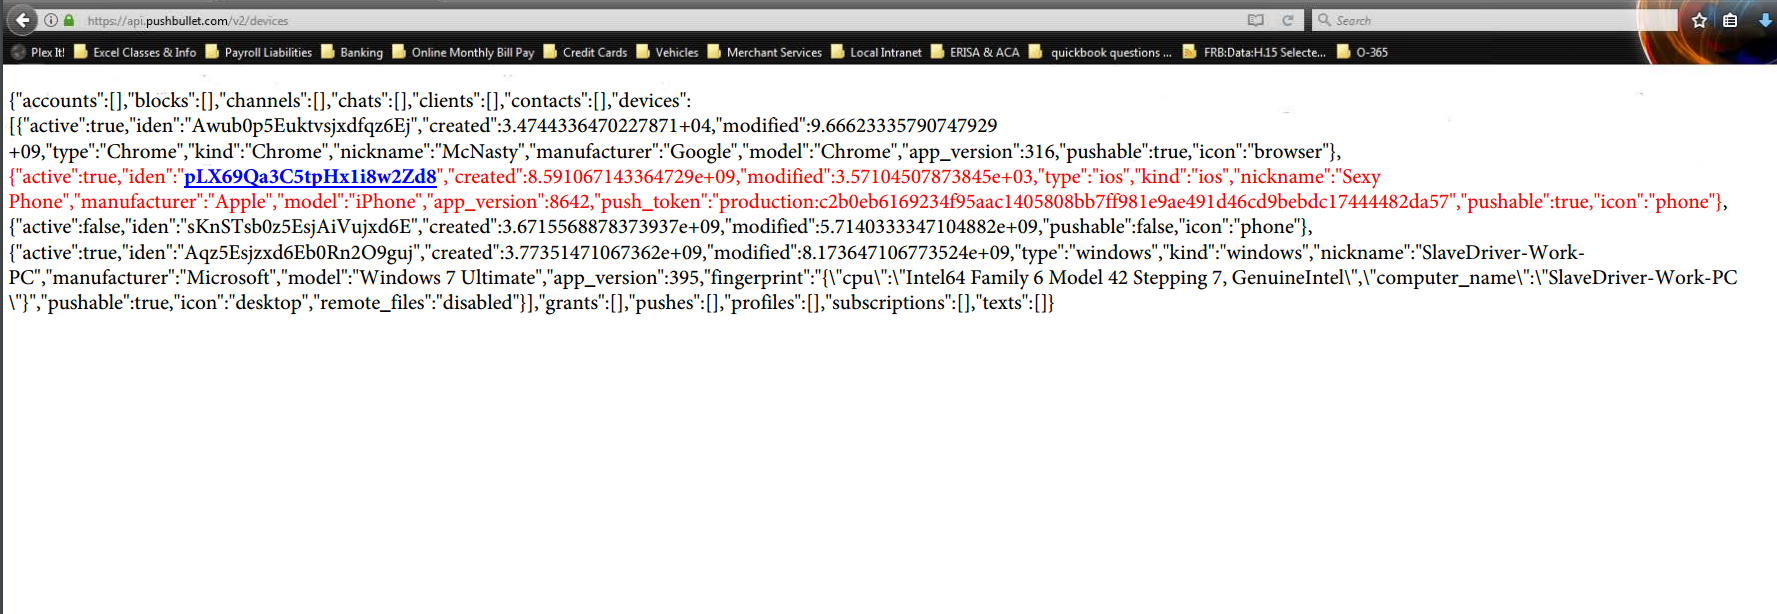 https://api.pushbullet.com/v2/devices
Search
Plex It! Excel Classes & Info Payroll Liabilities Banking Online Monthly Bill Pay Credit Cards Vehicles Merchant Services Local Intranet ERISA & ACA quickbook questions ... FRB:Data:H.15 Selecte... O-365
{"accounts":[],"blocks":[],"channels":[],"chats":[],"clients":[],"contacts":[],"devices":
[{"active":true,"iden":"Awub0p5Euktvsjxdfqz6Ej","created":3.4744336470227871+04,"modified":9.66623335790747929
+09,"type":"Chrome","kind":"Chrome","nickname":"McNasty","manufacturer":"Google","model":"Chrome","app_version":316,"pushable":true,"icon":"browser"},
{"active":true,"iden":"pLX69Qa3C5tpHx1i8w2Zd8","created":8.591067143364729e+09,"modified":3.57104507873845e+03,"type":"ios","kind":"ios","nickname":"Sexy
Phone","manufacturer":"Apple","model":"iPhone","app_version":8642,"push_token":"production:c2b0eb6169234f95aac1405808bb7ff981e9ae491d46cd9bebdc17444482da57","pushable":true,"icon":"phone"},
{"active":false,"iden":"sKnSTsb0z5EsjAiVujxd6E","created":3.6715568878373937e+09,"modified":5.7140333347104882e+09,"pushable":false,"icon":"phone"},
{"active":true,"iden":"Aqz5Esjzxd6Eb0Rn2O9guj","created":3.77351471067362e+09,"modified":8.173647106773524e+09,"type":"windows","kind":"windows","nickname":"SlaveDriver-Work-
PC","manufacturer":"Microsoft","model":"Windows 7 Ultimate","app_version":395,"fingerprint":"{\"cpu\":\"Intel64 Family 6 Model 42 Stepping 7, GenuineIntel\",\"computer_name\":\"SlaveDriver-Work-PC
\"}","pushable":true,"icon":"desktop","remote_files":"disabled"}],"grants":[],"pushes":[],"profiles":[],"subscriptions":[],"texts":[]}